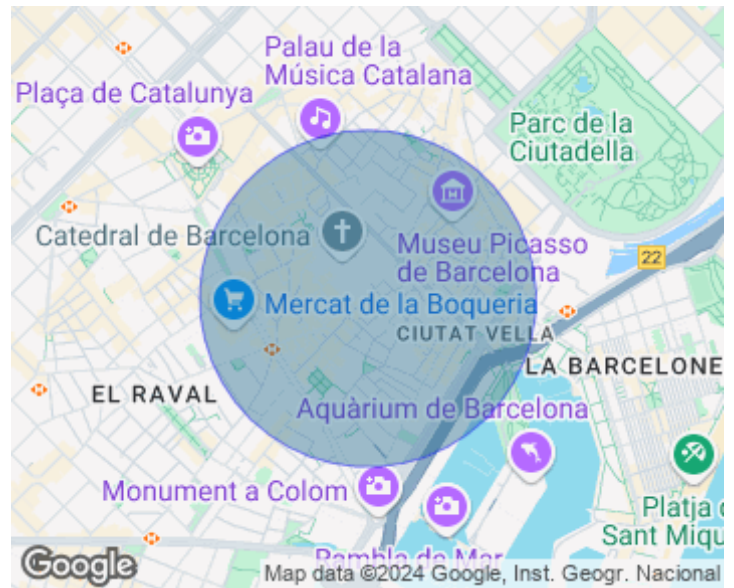 Palau de la
Música Catalana
Plaça de Catalunya
Parc de la
Ciutadella
Catedral de Barcelona
Museu Picasso
de Barcelona
22
Mercat de la Boqueria
CIUTAT VELLA
LA BARCELONE
EL RAVAL
Aquàrium de Barcelona
Monument a Colom
Platja d
Sant Miqu
Rambla de Mar
Google
Map data ©2024 Google, Inst. Geogr. Nacional